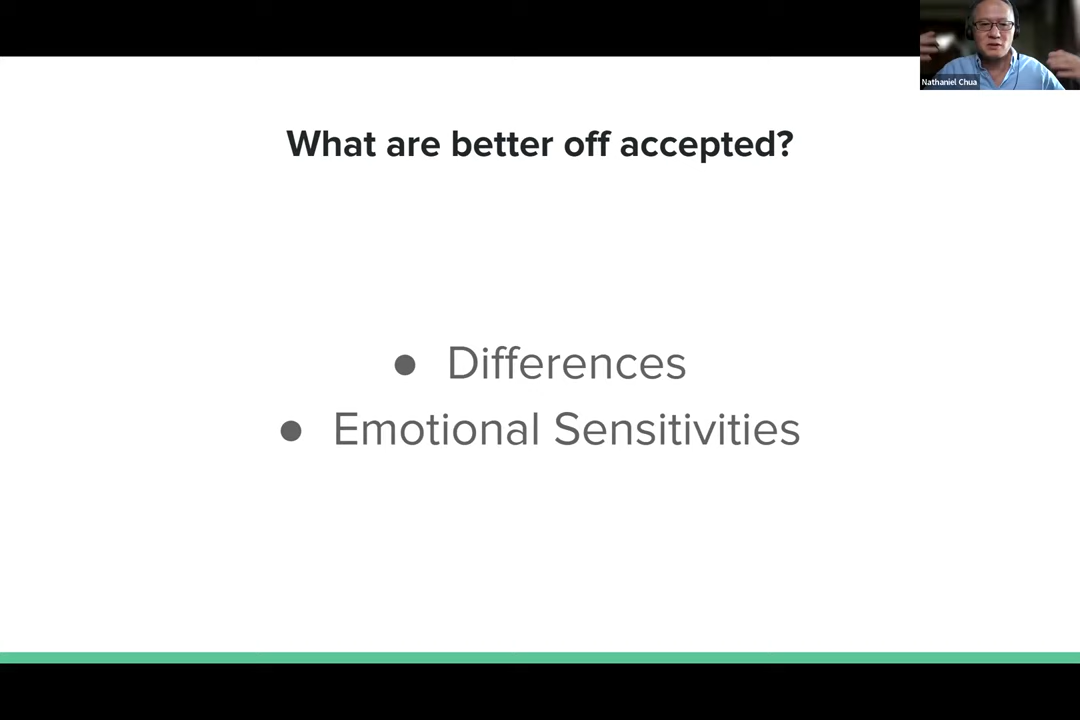 Nathaniel Chua
What are better off accepted?
● Differences
● Emotional Sensitivities